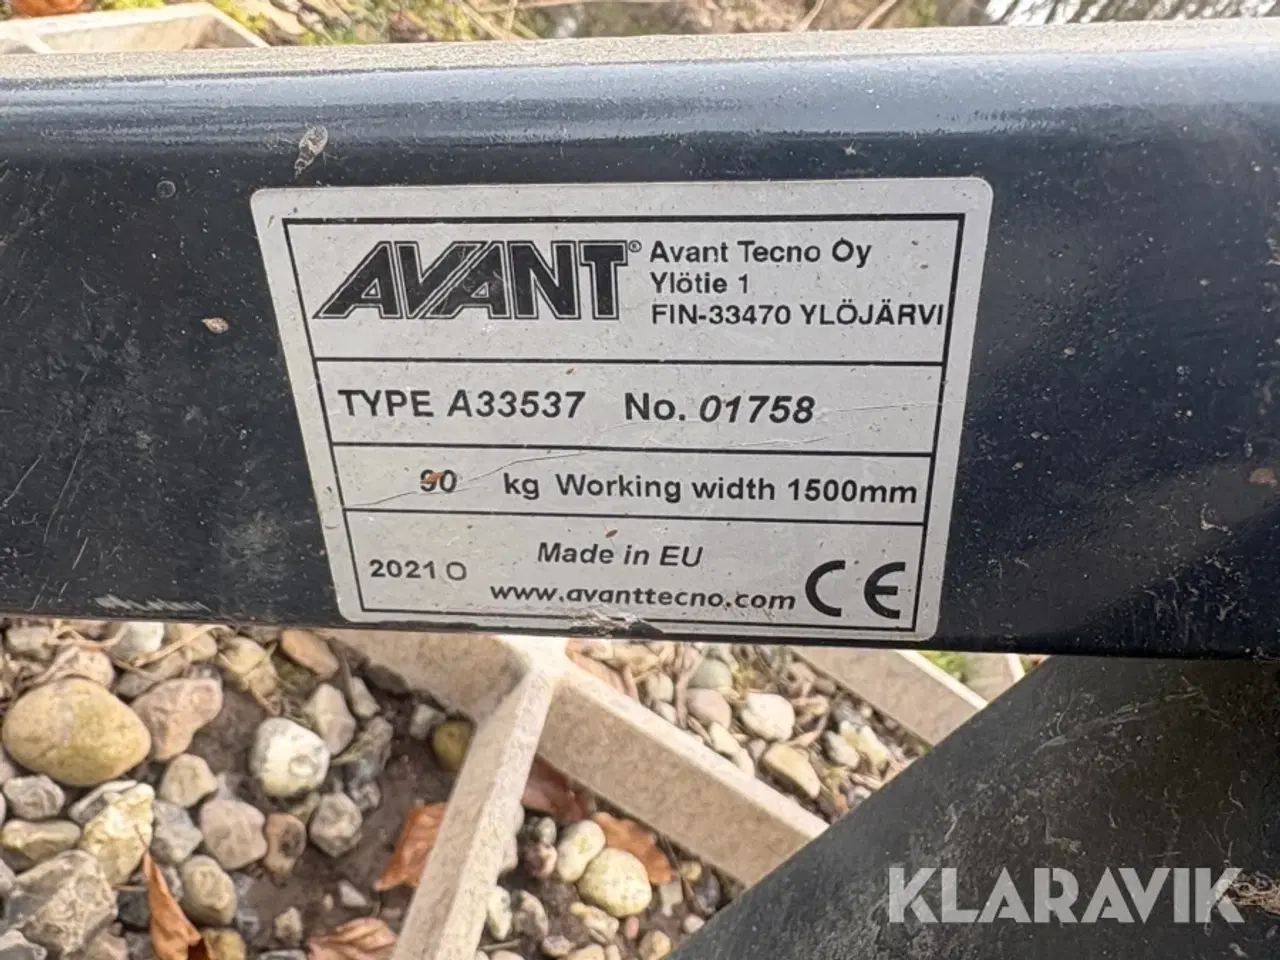 AVANT®
Avant Tecno Oy
Ylötie 1
FIN-33470 YLÖJÄRVI
TYPE A33537 No. 01758
90 kg Working width 1500mm
2021 O
Made in EU
www.avanttecno.com
CE
KLARAVIK